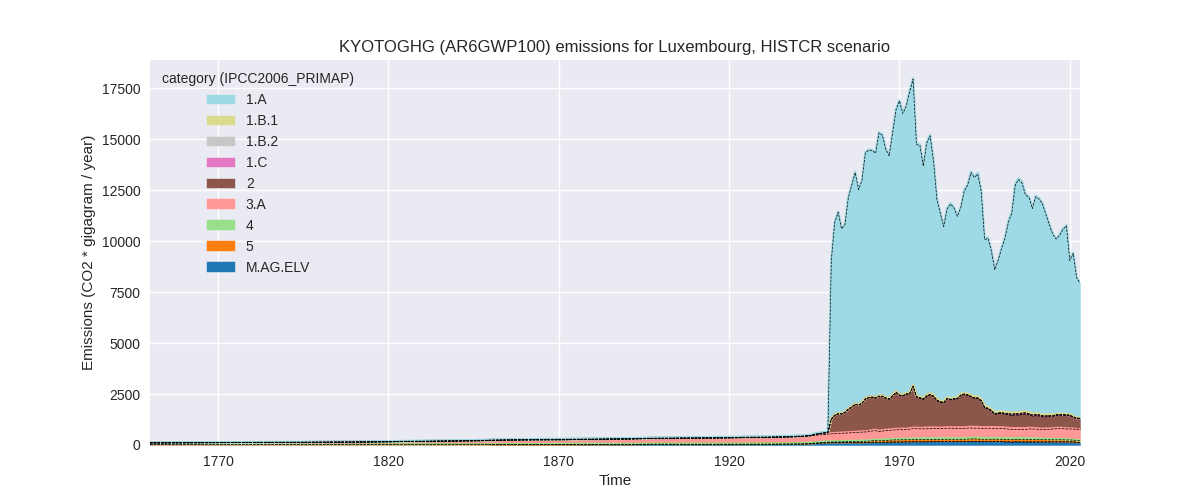 KYOTOGHG (AR6GWP100) emissions for Luxembourg, HISTCR scenario
Emissions (CO2 * gigagram / year)
17500
15000
12500
10000
7500
5000
2500
0
category (IPCC2006_PRIMAP)
1.A
1.B.1
1.B.2
1.C
2
3.A
4
5
M.AG.ELV
1770
1820
1870
1920
1970
2020
Time